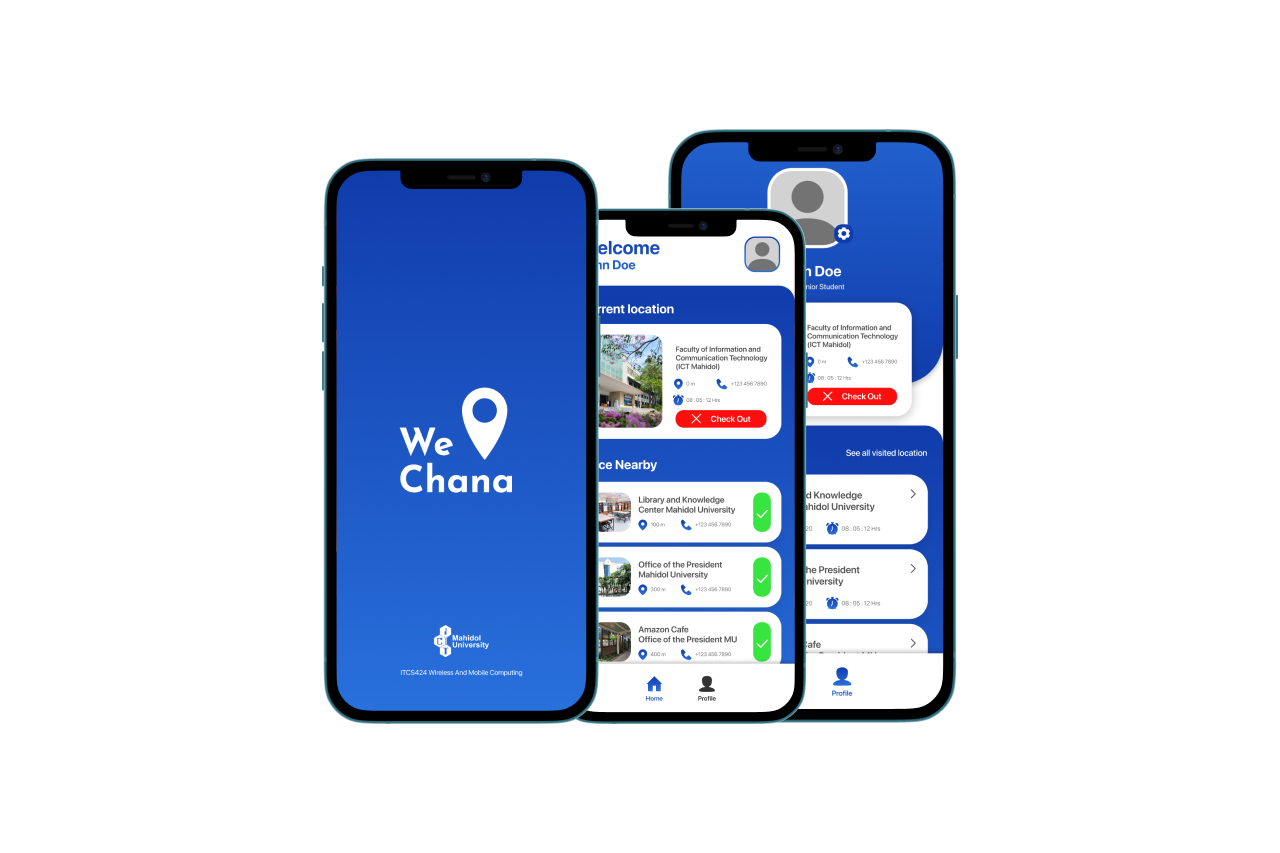 We
Chana
ICT
Mahidol
University
ITCS424 Wireless And Mobile Computing
elcome
hn Doe
rrent location
Faculty of Information and
Communication Technology
(ICT Mahidol)
0 m +123 456 7890
08 : 05 : 12 Hrs
Check Out
ce Nearby
Library and Knowledge
Center Mahidol University
100 m +123 456 7890
Office of the President
Mahidol University
300 m +123 456 7890
Amazon Cafe
Office of the President MU
400 m +123 456 7890
Home Profile
n Doe
nior Student
Faculty of Information and
Communication Technology
(ICT Mahidol)
0 m +123 456 7890
08 : 05 : 12 Hrs
Check Out
See all visited location
d Knowledge
ahidol University
20 08 : 05 : 12 Hrs
he President
niversity
20 08 : 05 : 12 Hrs
afe
Profile